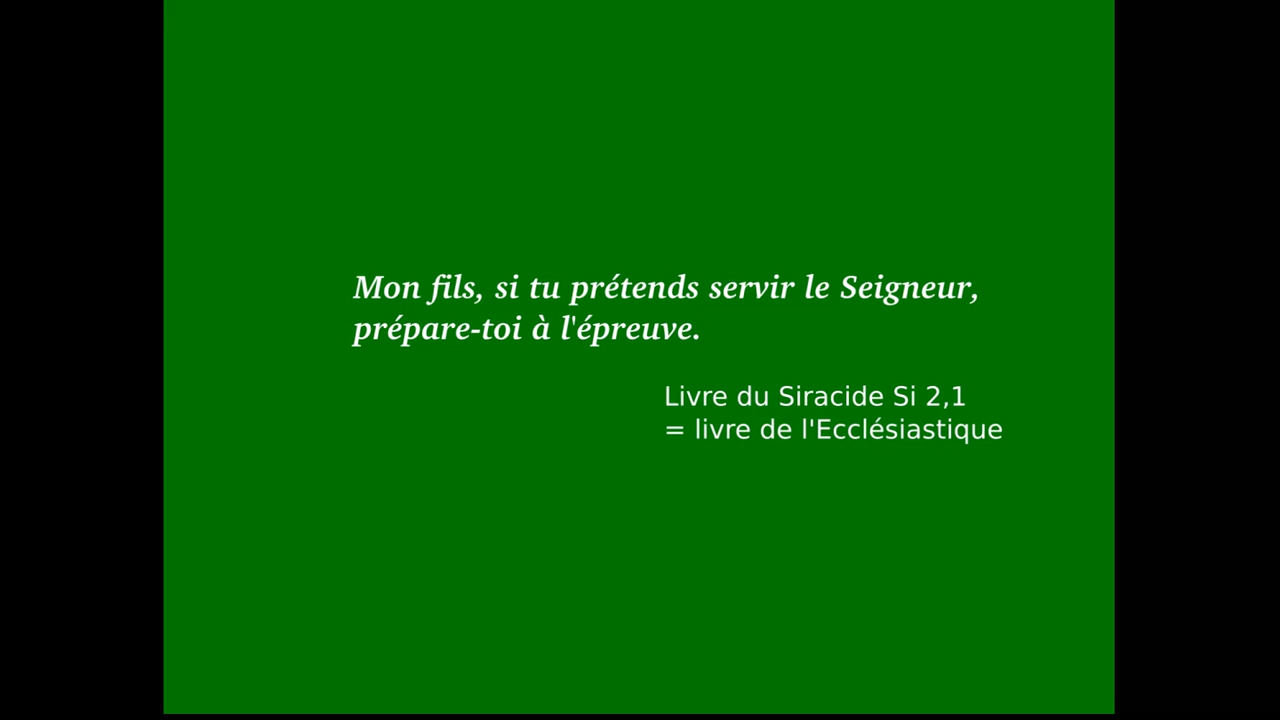 Mon fils, si tu prétends servir le Seigneur,
prépare-toi à l'épreuve.
Livre du Siracide Si 2,1
= livre de l'Ecclésiastique